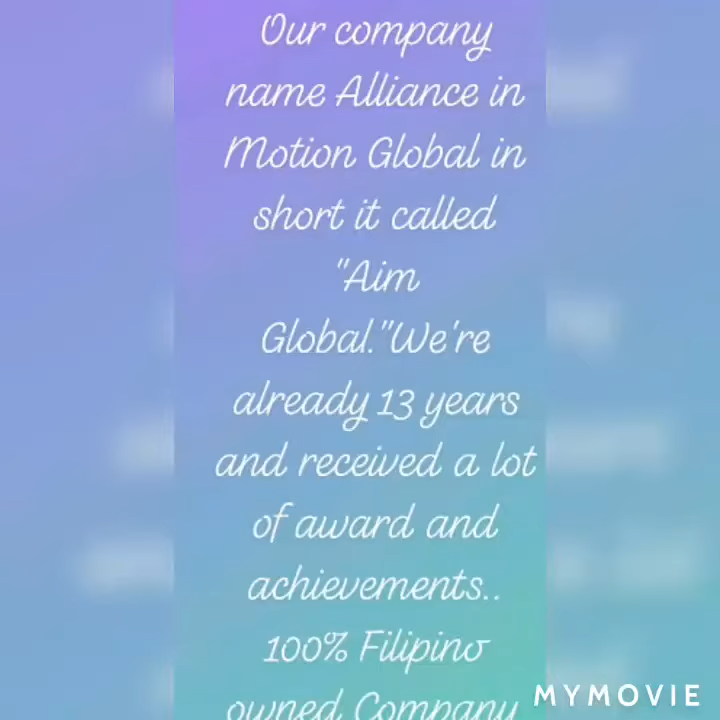 Our company
name Alliance in
Motion Global in
short it called
"Aim
Global."We're
already 13 years
and received a lot
of award and
achievements..
100% Filipino
owned Company
MYMOVIE